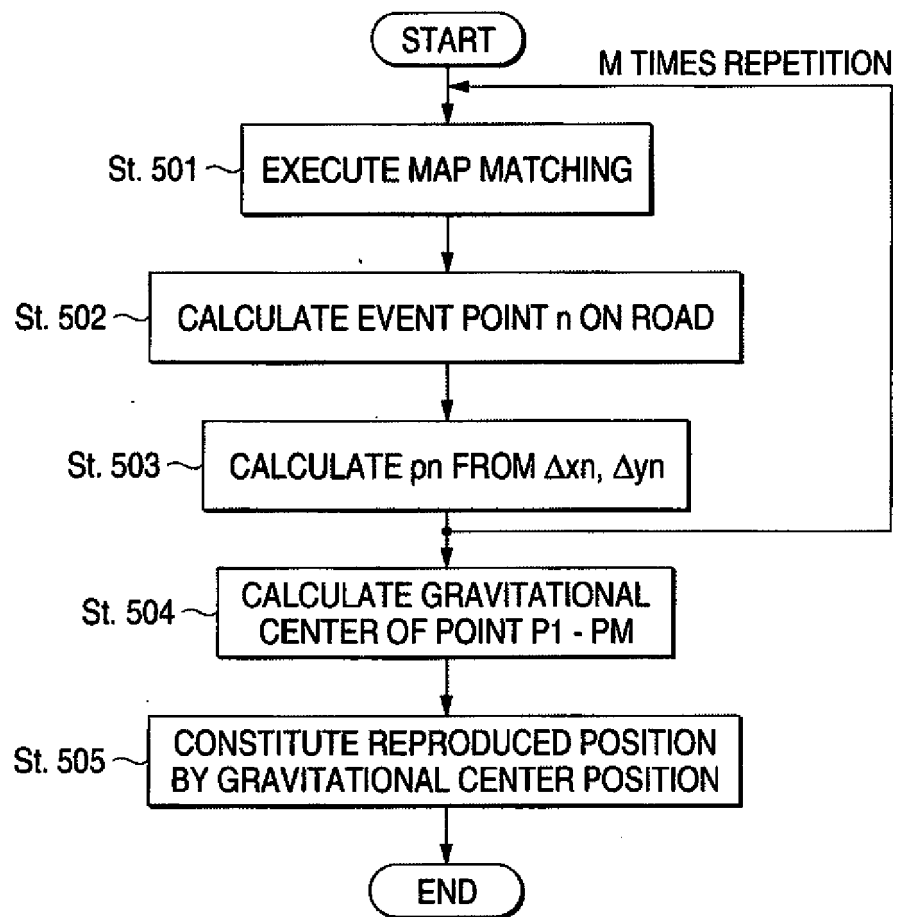 START
M TIMES REPETITION
St. 501
EXECUTE MAP MATCHING
St. 502
CALCULATE EVENT POINT n ON ROAD
St. 503
CALCULATE pn FROM Δxn, Δyn
St. 504
CALCULATE GRAVITATIONAL
CENTER OF POINT P1 - PM
St. 505
CONSTITUTE REPRODUCED POSITION
BY GRAVITATIONAL CENTER POSITION
END